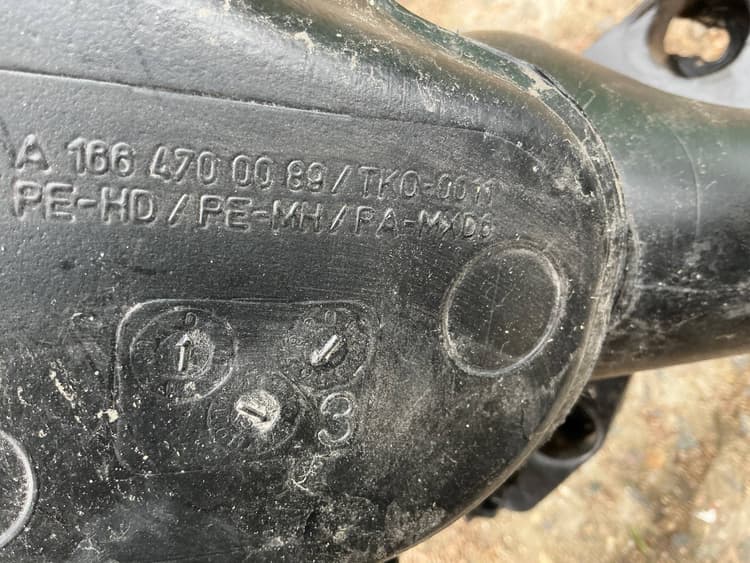 A 166 470 00 89 / TKO-0011
PE-HD / PE-MH / PA-MXD6
3